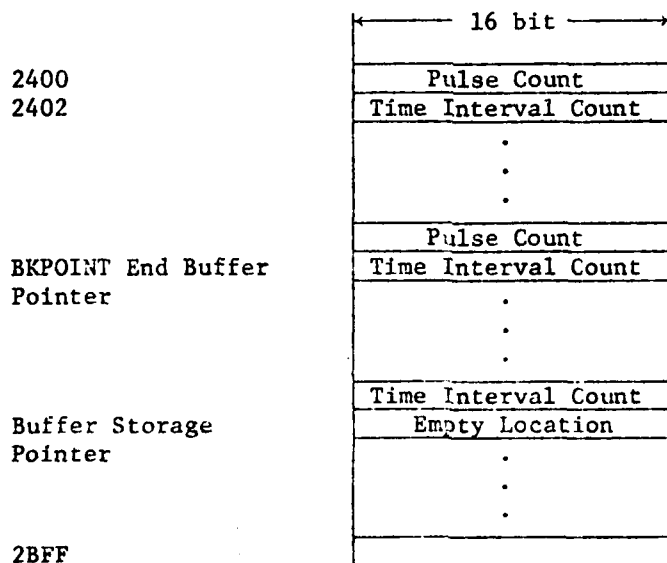 16 bit
2400 Pulse Count
2402 Time Interval Count
Pulse Count
BKPOINT End Buffer Time Interval Count
Pointer
Time Interval Count
Buffer Storage Empty Location
Pointer
2BFF